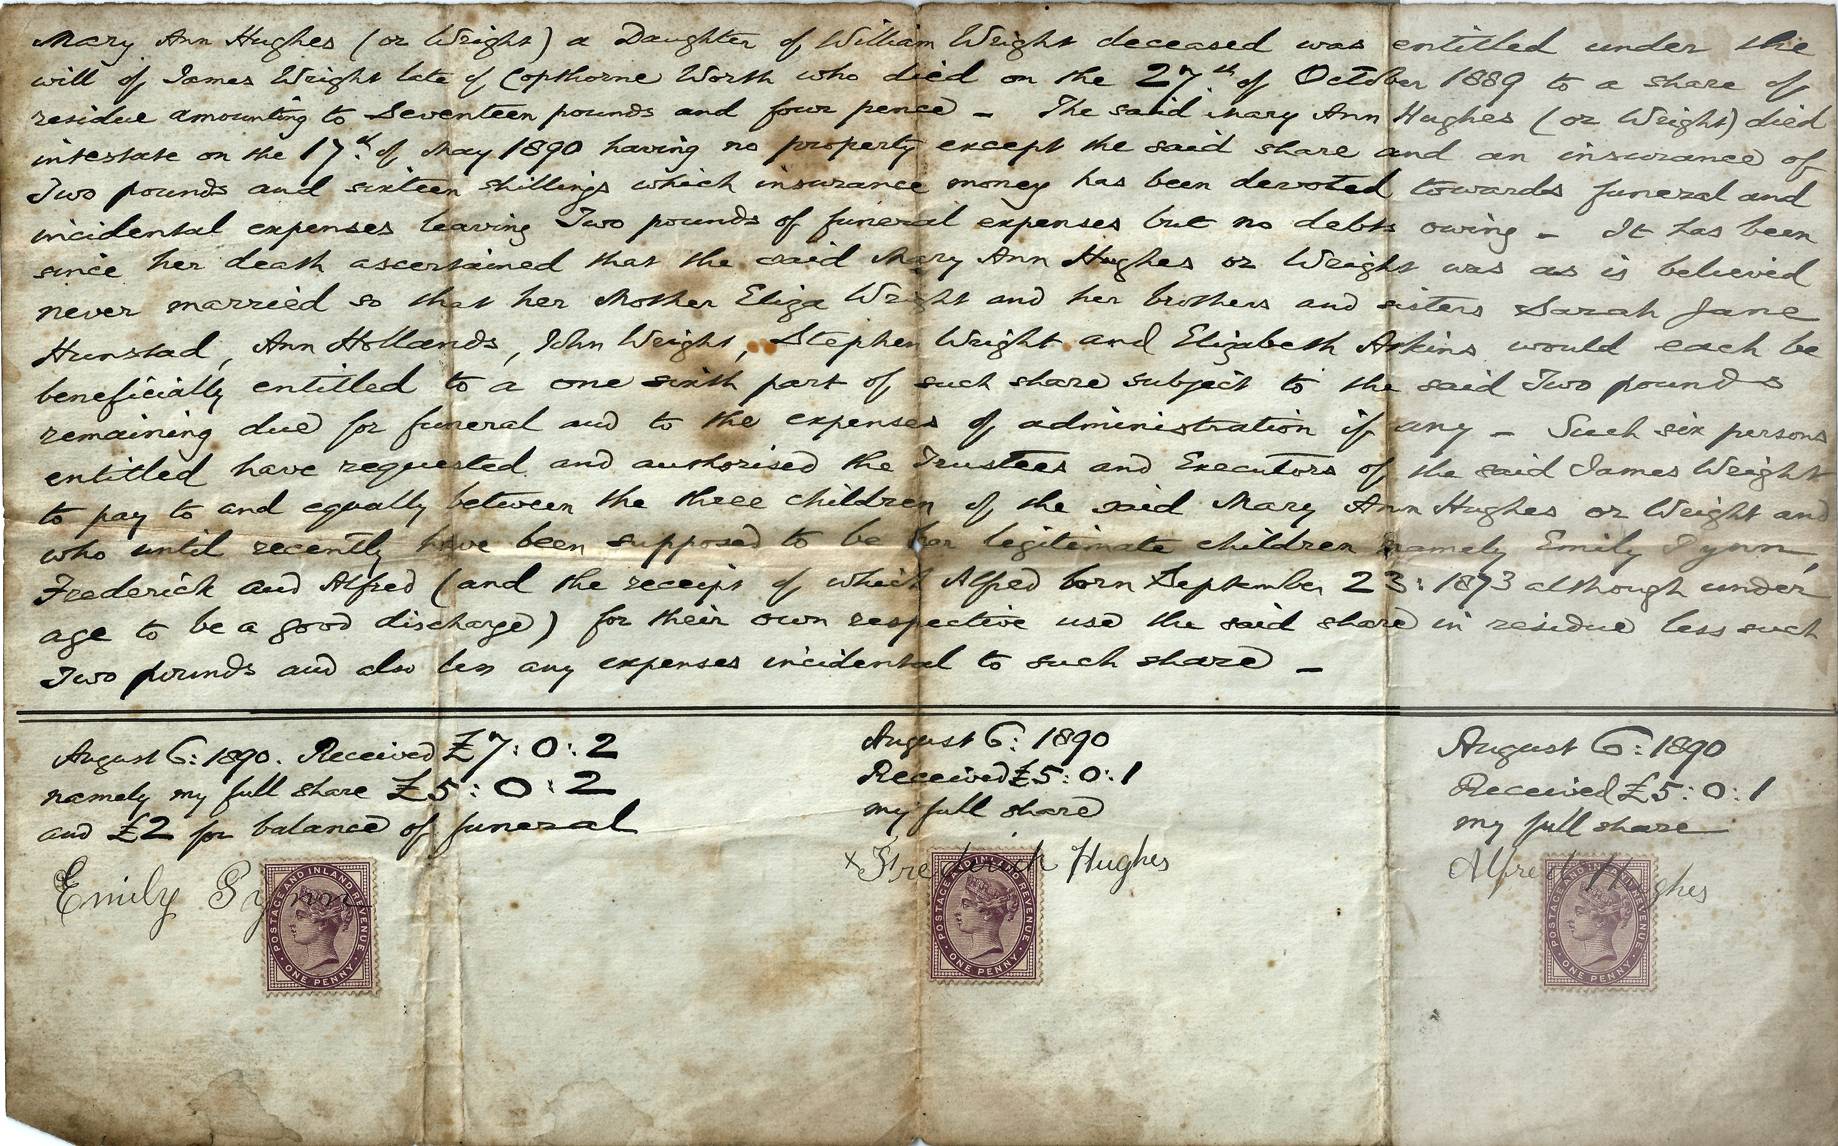 Mary Ann Hughes (or Wright) a Daughter of William Wright deceased was entitled under the
will of James Wright late of Copthorne Worth who died on the 27th of October 1889 to a share of
residue amounting to Seventeen pounds and four pence – The said Mary Ann Hughes (or Wright) died
intestate on the 17th of May 1890 having no property except the said share and an insurance of
Two pounds and sixteen shillings which insurance money has been devoted towards funeral and
incidental expenses leaving Two pounds of funeral expenses but no debts owing – It has been
since her death ascertained that the said Mary Ann Hughes or Wright was as is believed
never married so that her Mother Eliza Wright and her brothers and sisters Sarah Jane
Hunstad, Ann Hollands, John Wright, Stephen Wright and Elizabeth Atkins would each be
beneficially entitled to a one sixth part of such share subject to the said Two pounds
remaining due for funeral and to the expenses of administration if any – Such six persons
entitled have requested and authorised the Trustees and Executors of the said James Wright
to pay to and equally between the three children of the said Mary Ann Hughes or Wright and
who until recently have been supposed to be her legitimate children namely Emily Pynn,
Frederick and Alfred (and the receipt of which Alfred born September 23: 1873 although under
age to be a good discharge) for their own respective use the said share in residue less such
Two pounds and also less any expenses incidental to such share –
August 6: 1890. Received £7:0:2
namely my full share £5:0:2
and £2 for balance of funeral
Emily Pynn
POSTAGE AND INLAND REVENUE
ONE PENNY
August 6: 1890
Received £5:0:1
my full share
x Frederick Hughes
POSTAGE AND INLAND REVENUE
ONE PENNY
August 6: 1890
Received £5:0:1
my full share
Alfred Hughes
POSTAGE AND INLAND REVENUE
ONE PENNY